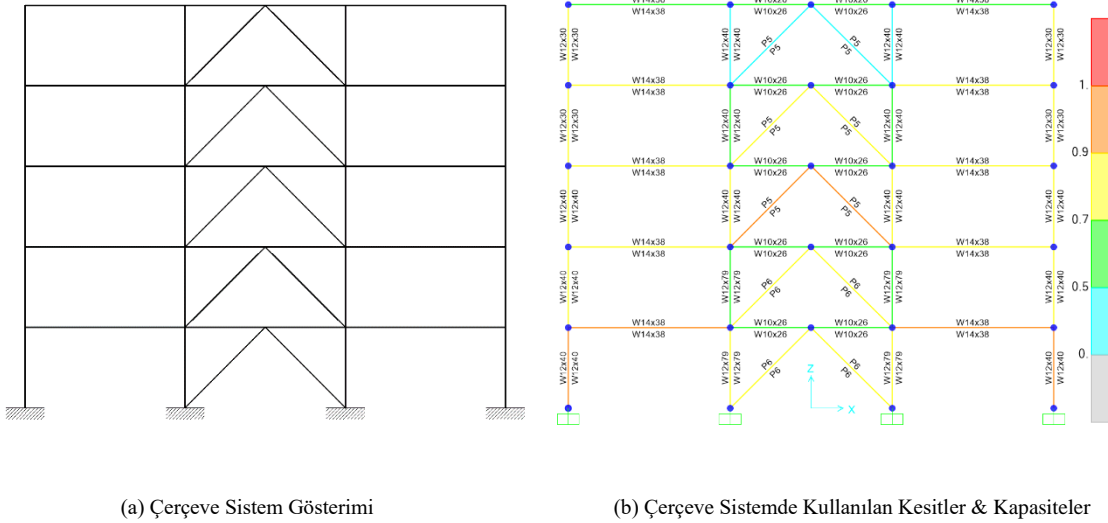 W14x38 W10x26 W10x26 W14x38
W12x30 W12x30 W12x40 W12x40 P5 P5 P5 P5 W12x40 W12x40 W12x30 W12x30
W14x38 W10x26 W10x26 W14x38
1.
W14x38 W10x26 W10x26 W14x38
W12x30 W12x30 W12x40 W12x40 P5 P5 P5 P5 W12x40 W12x40 W12x30 W12x30
0.9
W14x38 W10x26 W10x26 W14x38
W14x38 W10x26 W10x26 W14x38
W12x40 W12x40 W12x40 W12x40 P5 P5 P5 P5 W12x40 W12x40 W12x40 W12x40
0.7
W14x38 W10x26 W10x26 W14x38
W14x38 W10x26 W10x26 W14x38
W12x40 W12x40 W12x79 W12x79 P6 P6 P6 P6 W12x79 W12x79 W12x40 W12x40
0.5
W14x38 W10x26 W10x26 W14x38
W14x38 W10x26 W10x26 W14x38
0.
W12x40 W12x40 W12x79 W12x79 P6 P6 P6 P6 W12x79 W12x79 W12x40 W12x40
Z
X
(a) Çerçeve Sistem Gösterimi
(b) Çerçeve Sistemde Kullanılan Kesitler & Kapasiteler